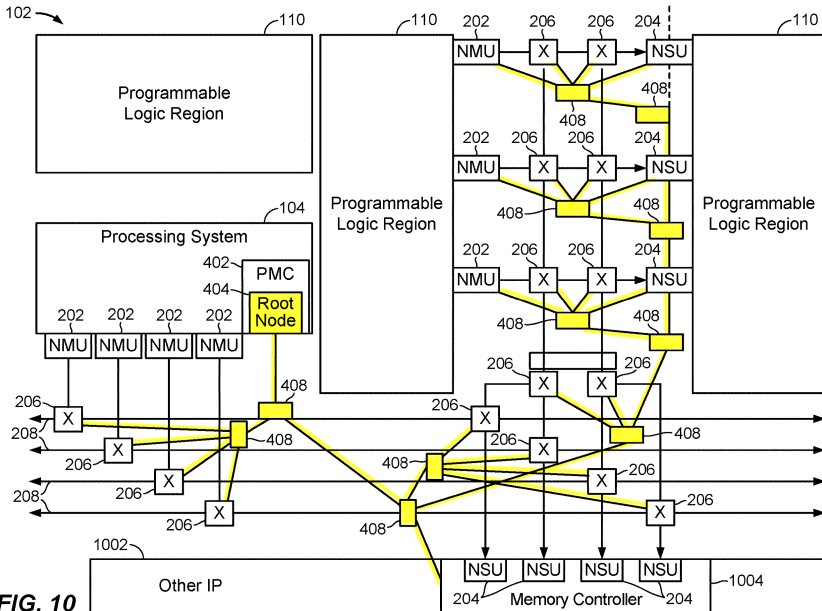 102
110
110
202
206
206
204
110
NMU
X
X
NSU
408
408
Programmable
Logic Region
202
206
206
204
NMU
X
X
NSU
Programmable
Logic Region
Programmable
Logic Region
408
408
104
Processing System
402
PMC
404
Root
Node
202
206
206
204
NMU
X
X
NSU
408
408
202
202
202
202
NMU
NMU
NMU
NMU
206
X
X
206
408
206
X
408
206
X
208
206
X
408
206
X
408
408
X
206
206
X
208
206
X
408
X
206
1002
NSU
NSU
NSU
NSU
1004
Other IP
204
204
Memory Controller
FIG. 10